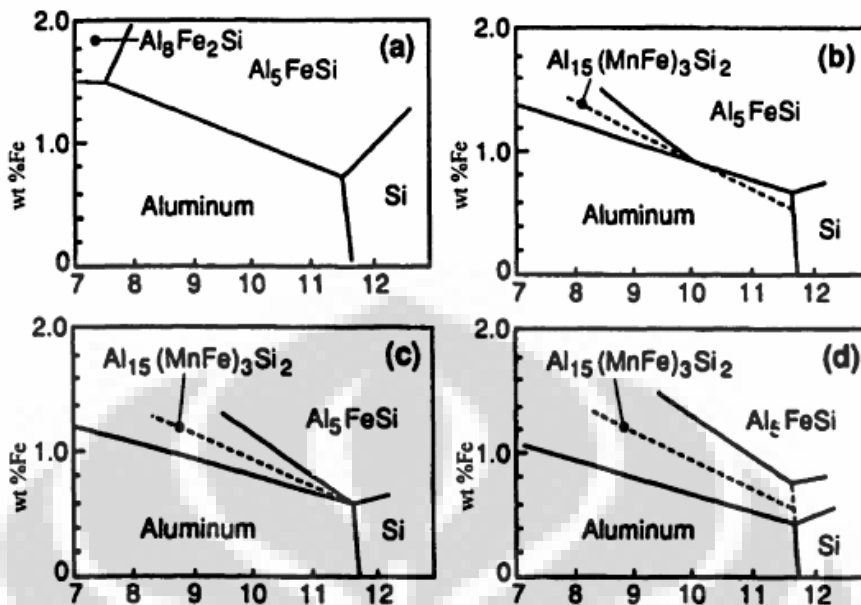 2.0
1.0
0
wt %Fe
Al₈Fe₂Si
(a)
Al₅FeSi
Aluminum
Si
7 8 9 10 11 12
2.0
1.0
0
wt %Fe
Al₁₅(MnFe)₃Si₂
(b)
Al₅FeSi
Aluminum
Si
7 8 9 10 11 12
2.0
1.0
0
wt %Fe
Al₁₅(MnFe)₃Si₂
(c)
Al₅FeSi
Aluminum
Si
7 8 9 10 11 12
2.0
1.0
0
wt %Fe
Al₁₅(MnFe)₃Si₂
(d)
Al₅FeSi
Aluminum
Si
7 8 9 10 11 12